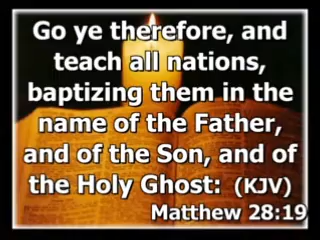 Go ye therefore, and
teach all nations,
baptizing them in the
name of the Father,
and of the Son, and of
the Holy Ghost: (KJV)
Matthew 28:19